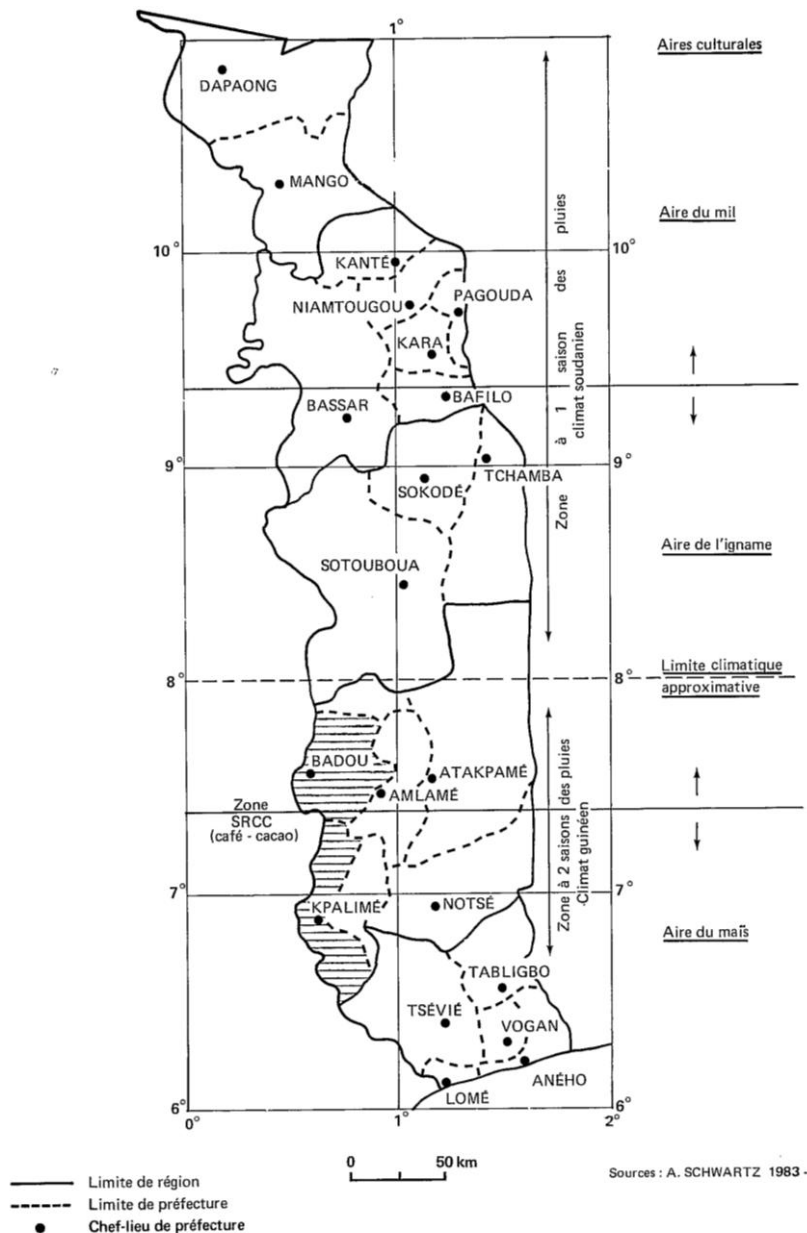 1°
Aires culturales
DAPAONG
MANGO
Aire du mil
10°
10°
KANTÉ
NIAMTOUGOU
PAGOUDA
KARA
BAFILO
BASSAR
9°
9°
TCHAMBA
SOKODÉ
Zone à 1 saison des pluies
climat soudanien
Aire de l'igname
SOTOUBOUA
8°
8°
Limite climatique
approximative
BADOU
ATAKPAMÉ
AMLAMÉ
Zone
SRCC
(café - cacao)
Zone à 2 saisons des pluies
Climat guinéen
7°
7°
KPALIMÉ
NOTSÉ
Aire du maïs
TABLIGBO
TSÉVIÉ
VOGAN
ANÉHO
LOMÉ
6°
6°
0°
1°
2°
0 50 km
Sources : A. SCHWARTZ 1983 -
Limite de région
Limite de préfecture
Chef-lieu de préfecture